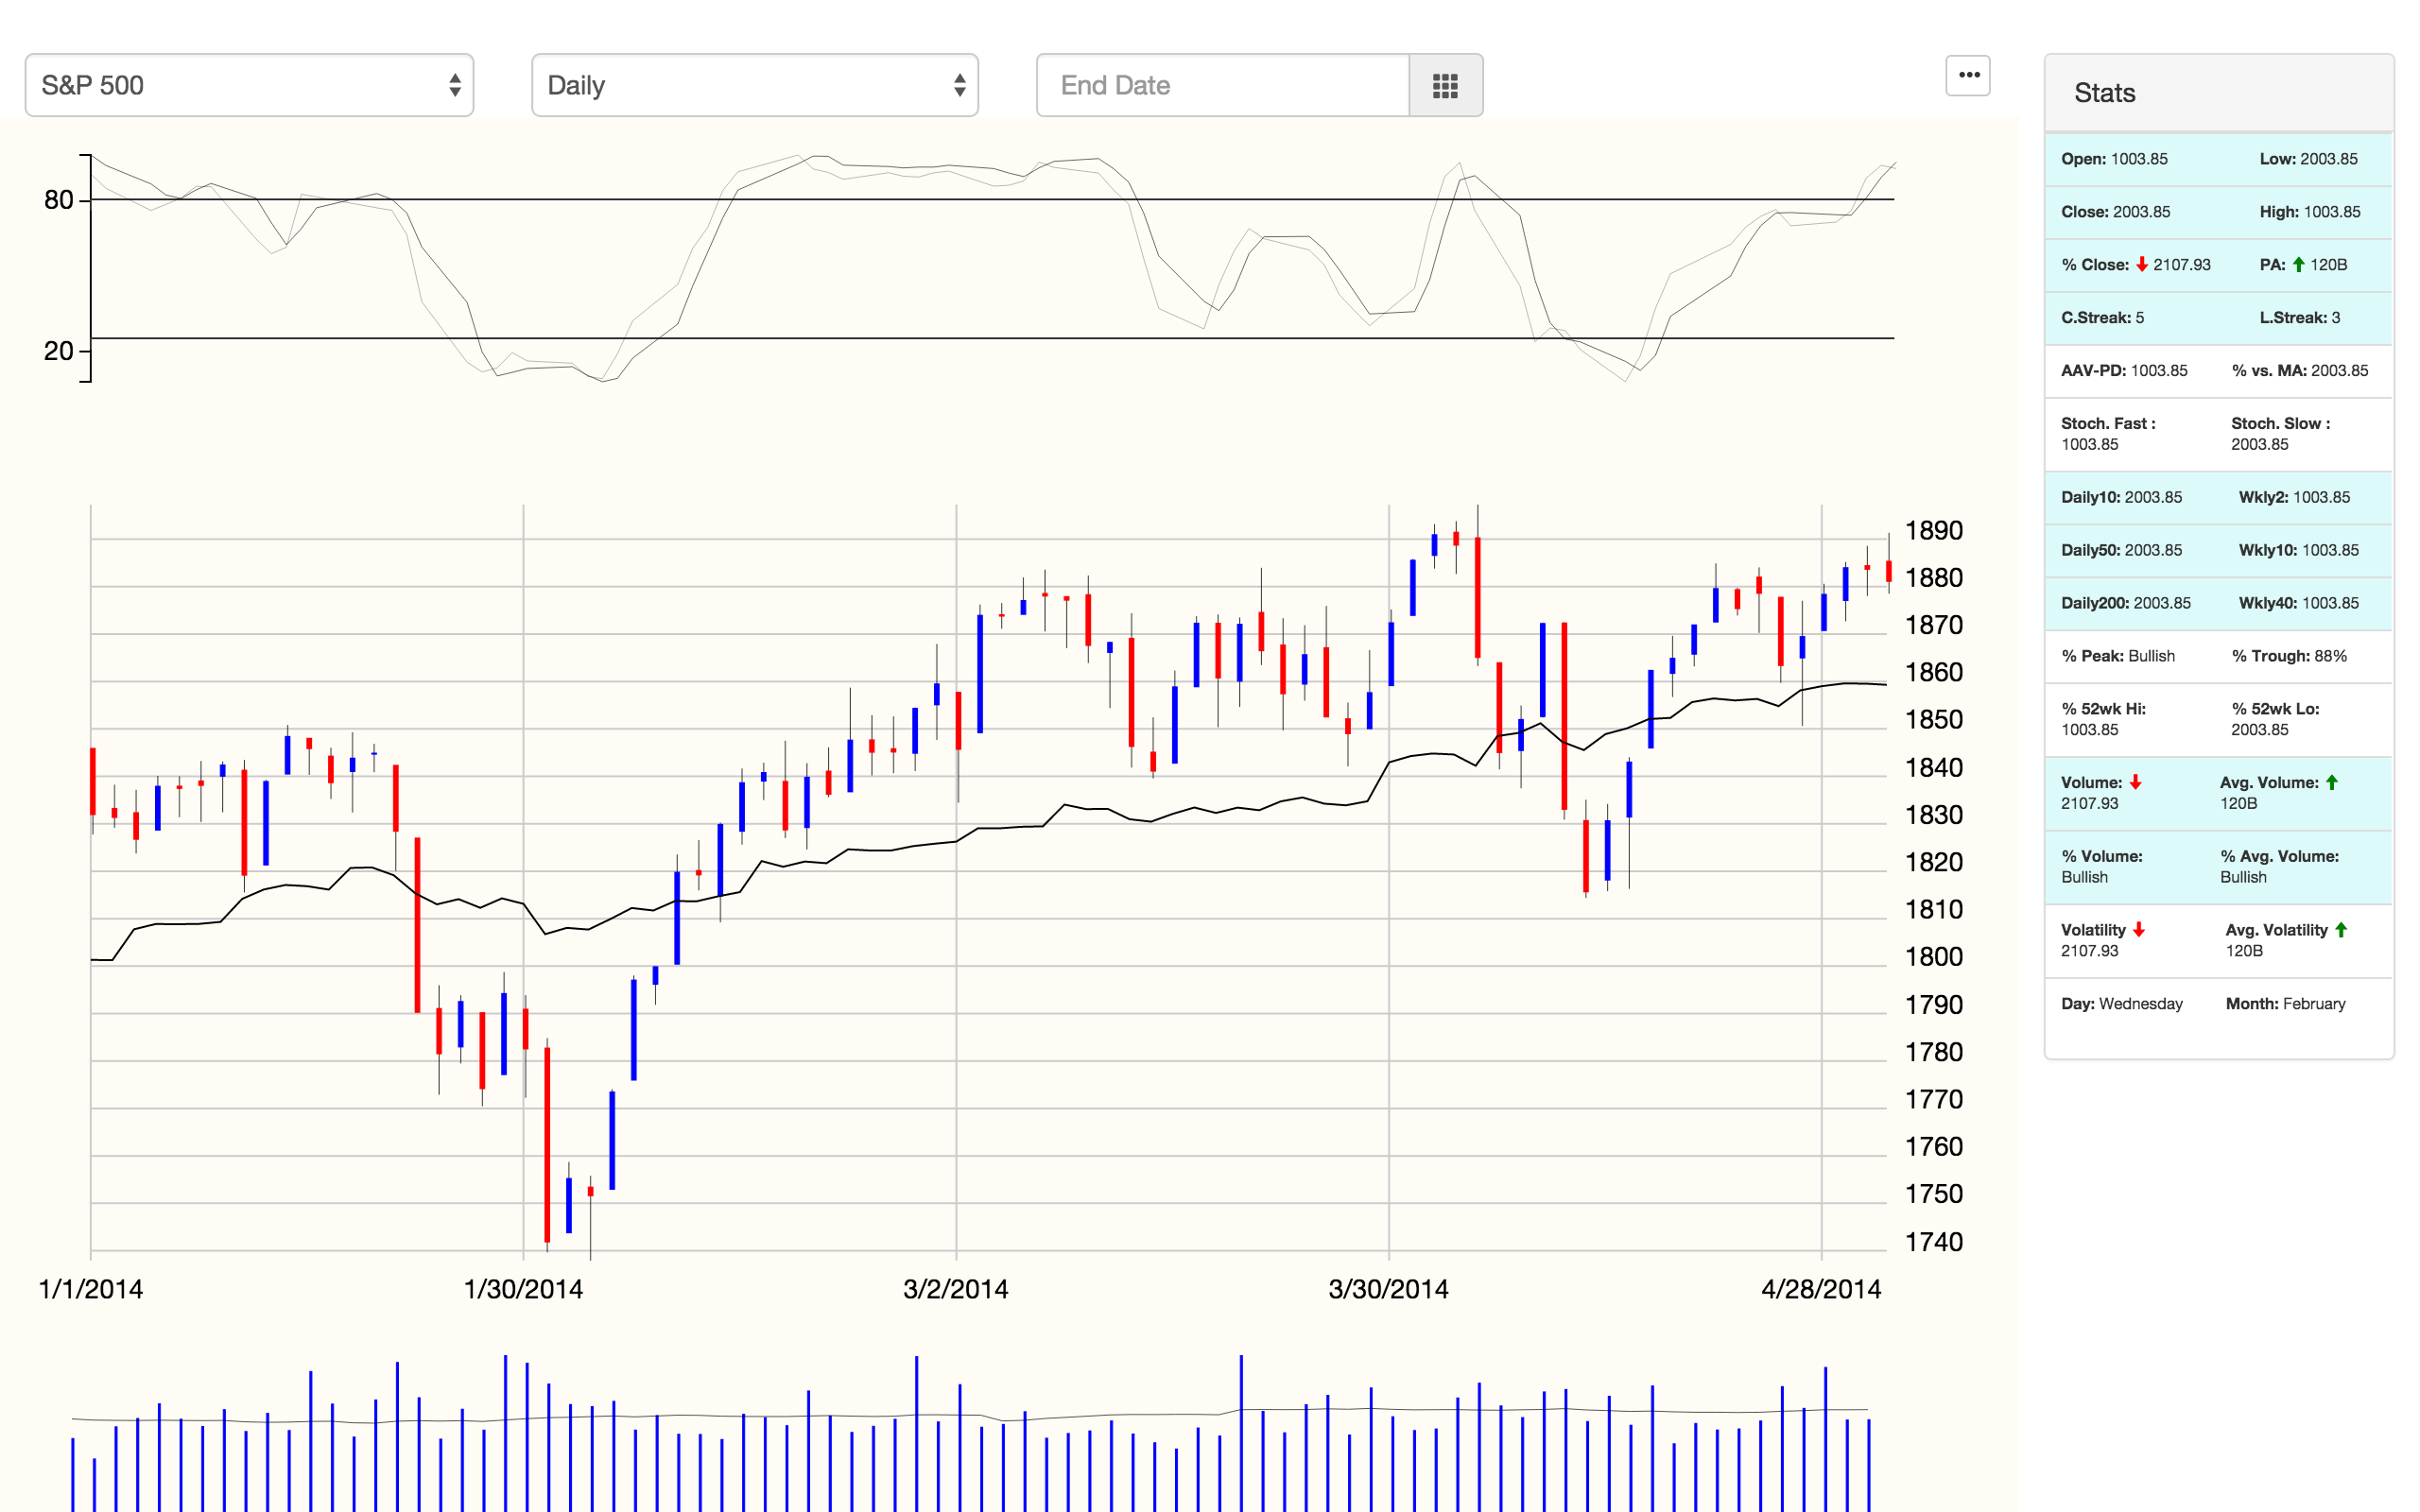 S&P 500
Daily
End Date
80
20
1890
1880
1870
1860
1850
1840
1830
1820
1810
1800
1790
1780
1770
1760
1750
1740
1/1/2014 1/30/2014 3/2/2014 3/30/2014 4/28/2014
Stats
Open: 1003.85 Low: 2003.85
Close: 2003.85 High: 1003.85
% Close: 2107.93 PA: 120B
C.Streak: 5 L.Streak: 3
AAV-PD: 1003.85 % vs. MA: 2003.85
Stoch. Fast : Stoch. Slow :
1003.85 2003.85
Daily10: 2003.85 Wkly2: 1003.85
Daily50: 2003.85 Wkly10: 1003.85
Daily200: 2003.85 Wkly40: 1003.85
% Peak: Bullish % Trough: 88%
% 52wk Hi: % 52wk Lo:
1003.85 2003.85
Volume: Avg. Volume:
2107.93 120B
% Volume: % Avg. Volume:
Bullish Bullish
Volatility Avg. Volatility
2107.93 120B
Day: Wednesday Month: February